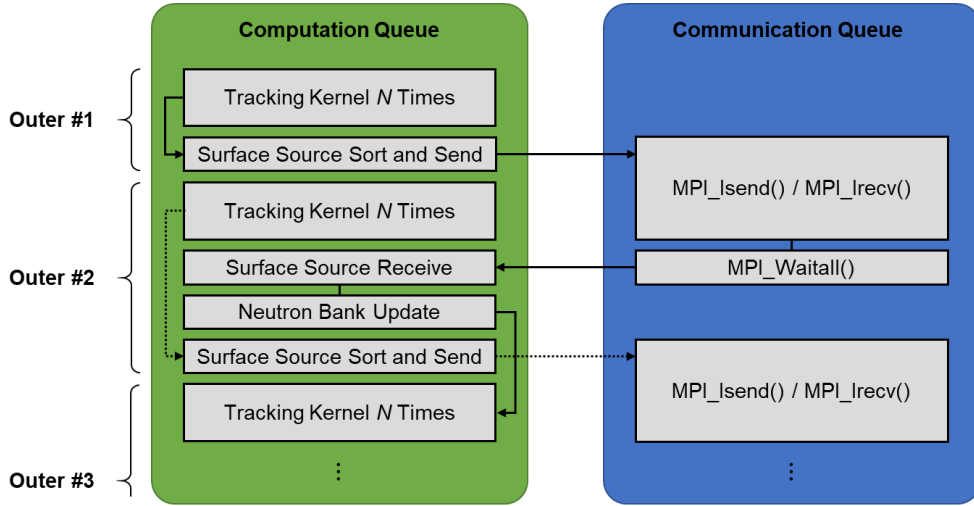 Computation Queue
Communication Queue
Outer #1
Tracking Kernel N Times
Surface Source Sort and Send
MPI_Isend() / MPI_Irecv()
Outer #2
Tracking Kernel N Times
Surface Source Receive
MPI_Waitall()
Neutron Bank Update
Surface Source Sort and Send
MPI_Isend() / MPI_Irecv()
Outer #3
Tracking Kernel N Times
⋮
⋮